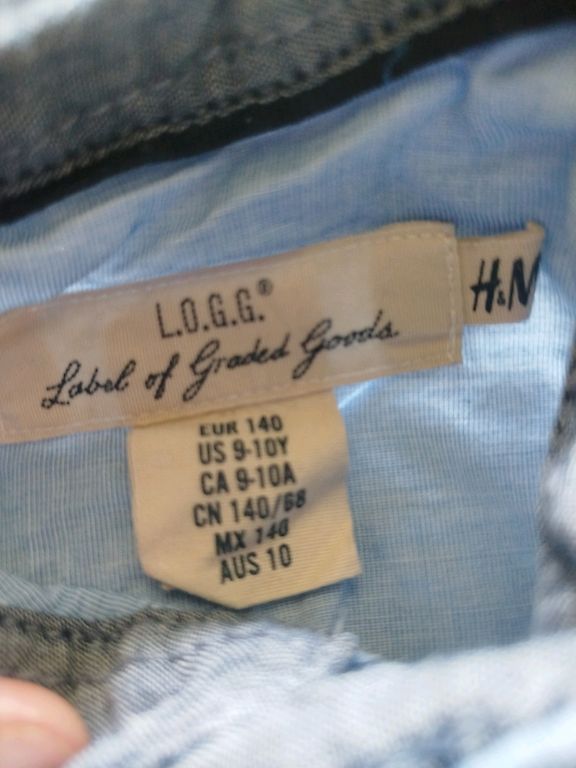 L.O.G.G.®
Label of Graded Goods
H&M
EUR 140
US 9-10Y
CA 9-10A
CN 140/68
MX 140
AUS 10